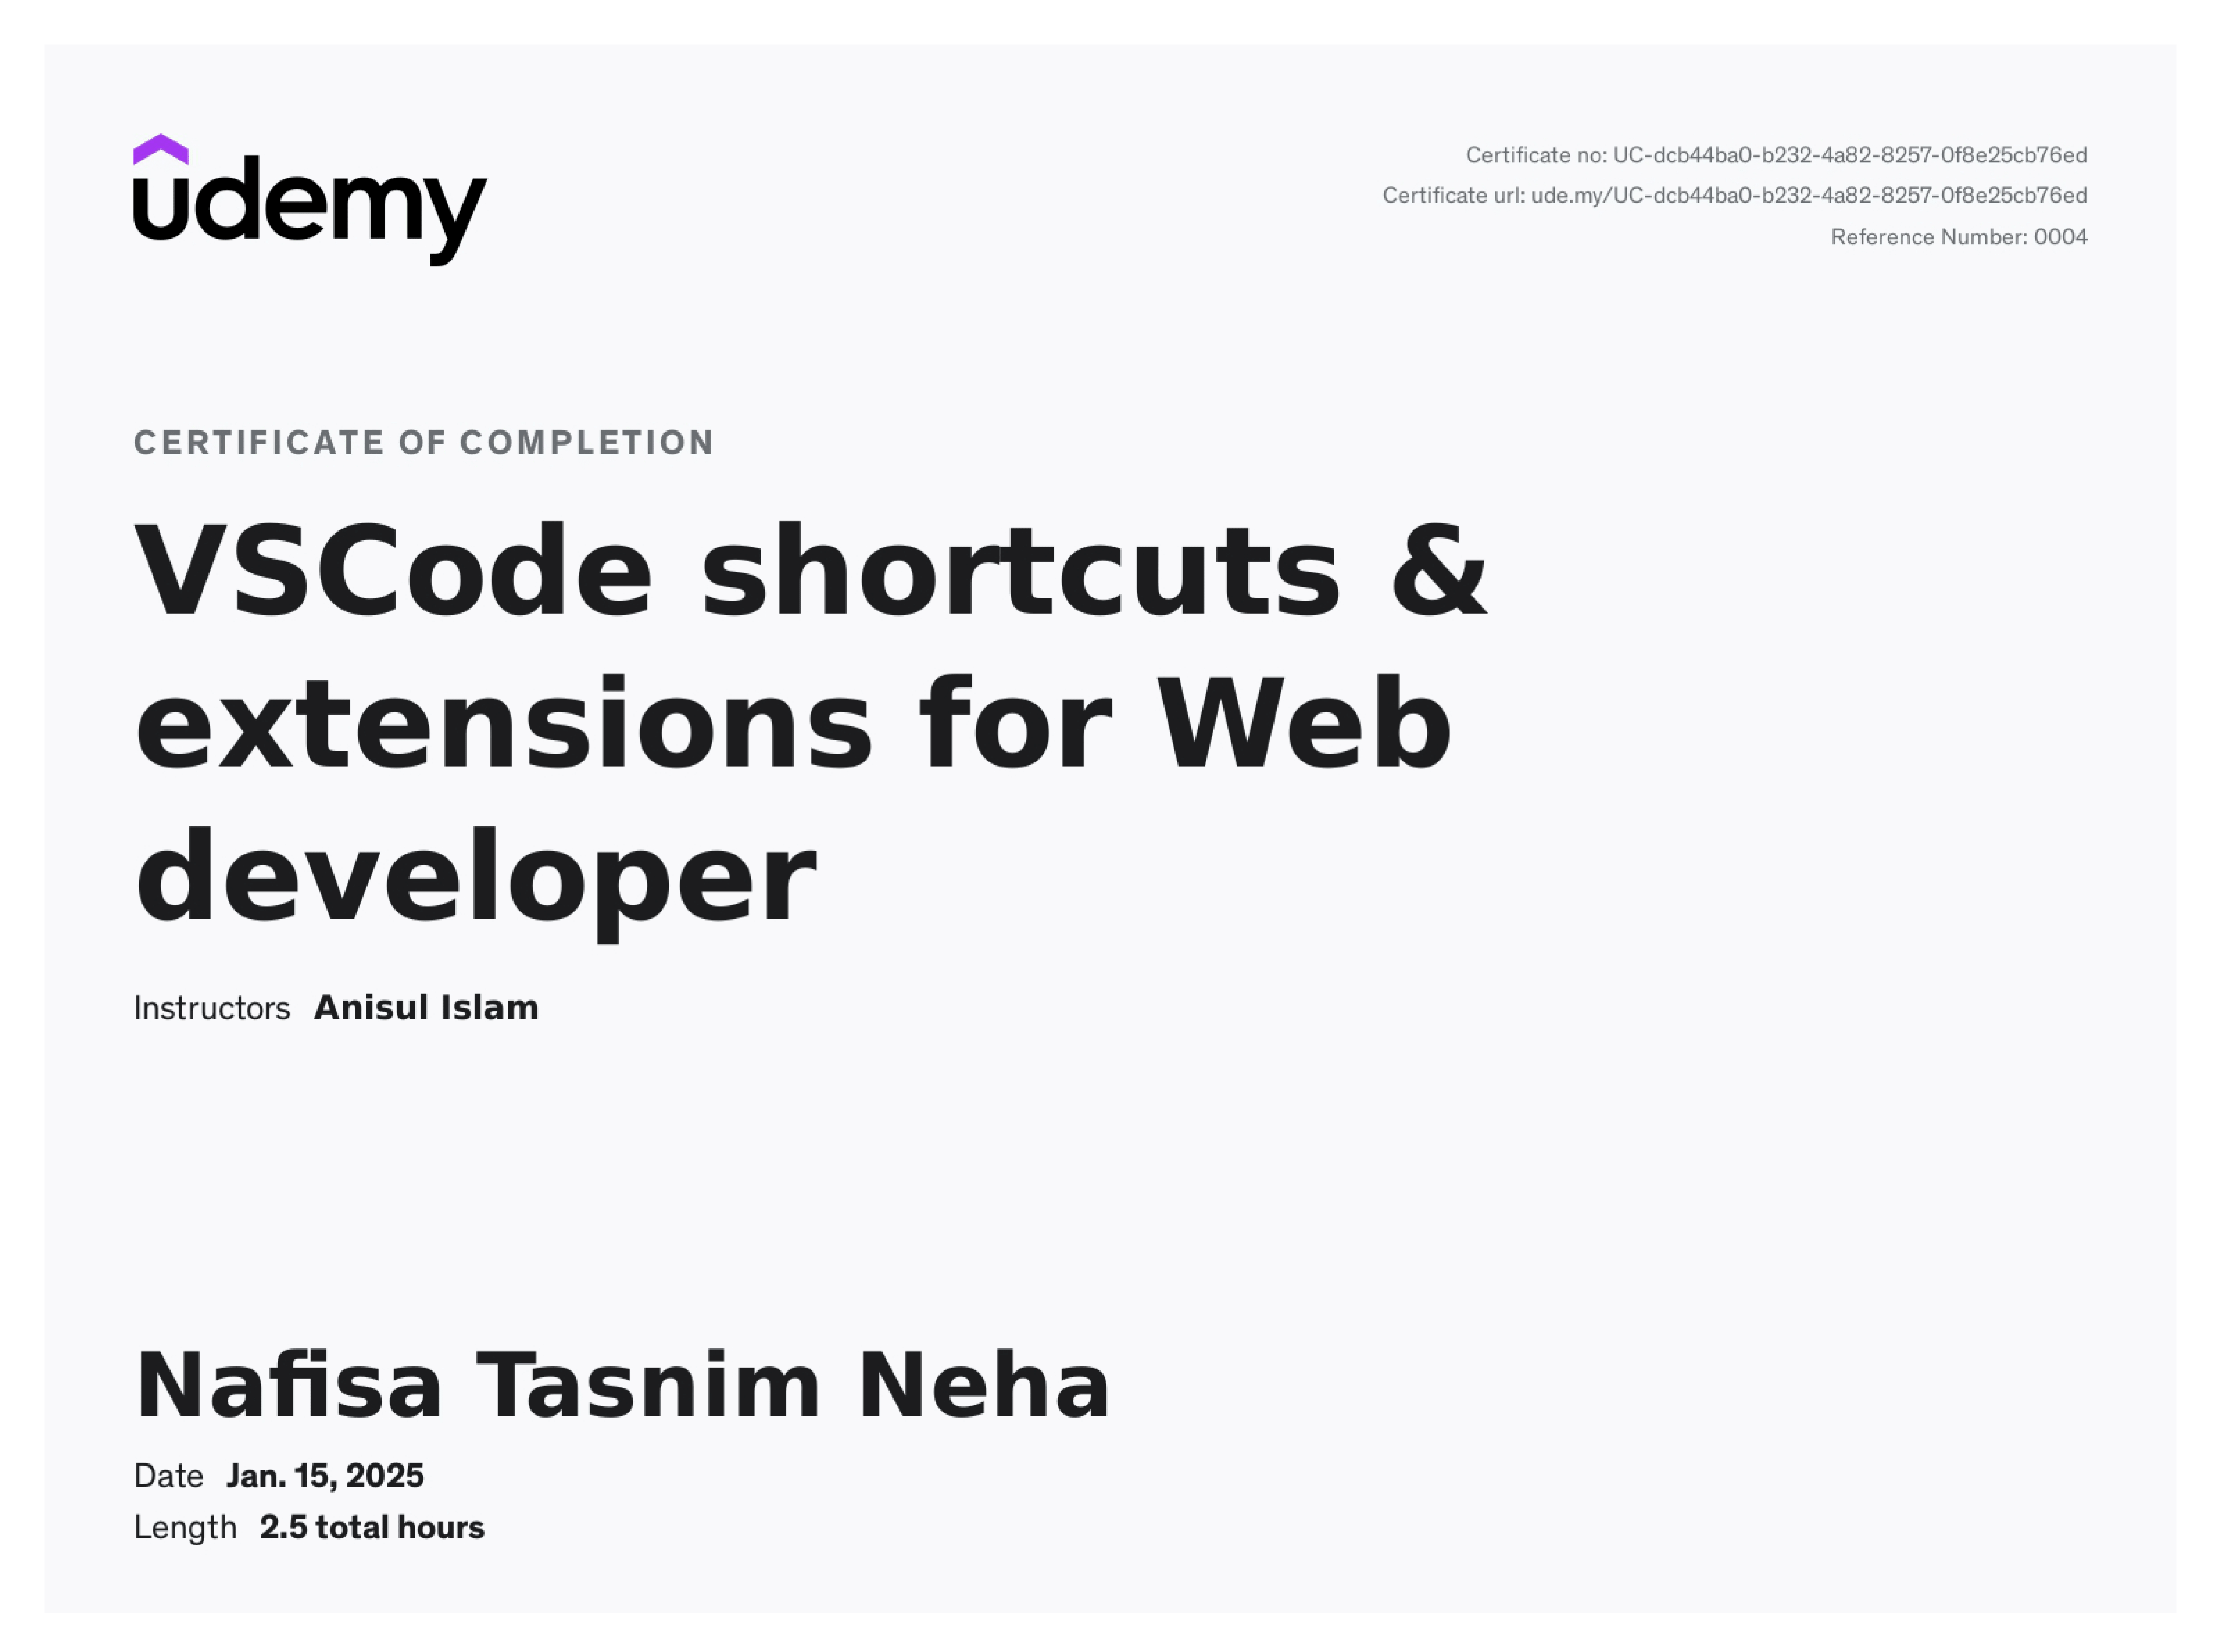 udemy
Certificate no: UC-dcb44ba0-b232-4a82-8257-0f8e25cb76ed
Certificate url: ude.my/UC-dcb44ba0-b232-4a82-8257-0f8e25cb76ed
Reference Number: 0004
CERTIFICATE OF COMPLETION
VSCode shortcuts &
extensions for Web
developer
Instructors Anisul Islam
Nafisa Tasnim Neha
Date Jan. 15, 2025
Length 2.5 total hours